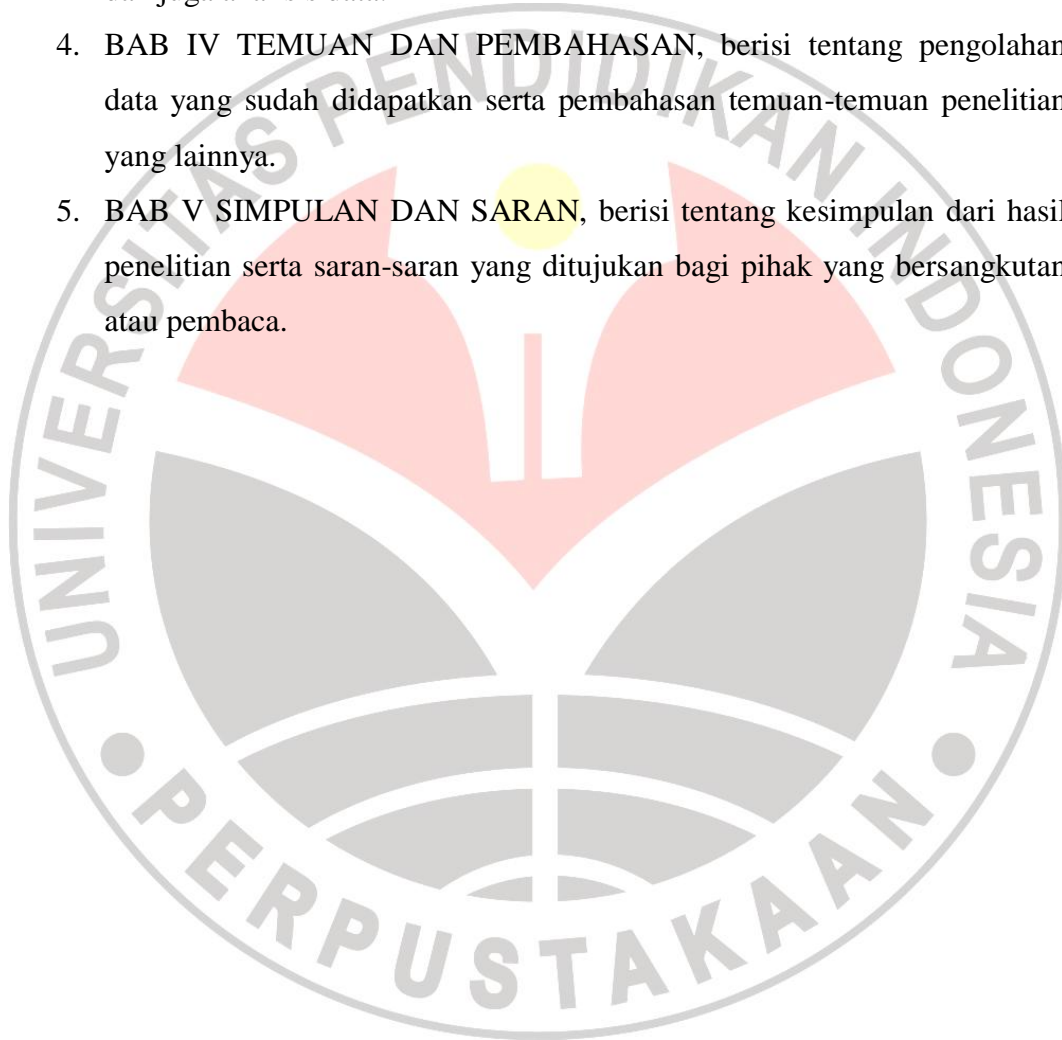 4. BAB IV TEMUAN DAN PEMBAHASAN, berisi tentang pengolahan
data yang sudah didapatkan serta pembahasan temuan-temuan penelitian
yang lainnya.
5. BAB V SIMPULAN DAN SARAN, berisi tentang kesimpulan dari hasil
penelitian serta saran-saran yang ditujukan bagi pihak yang bersangkutan
atau pembaca.
UNIVERSITAS PENDIDIKAN INDONESIA
PERPUSTAKAAN